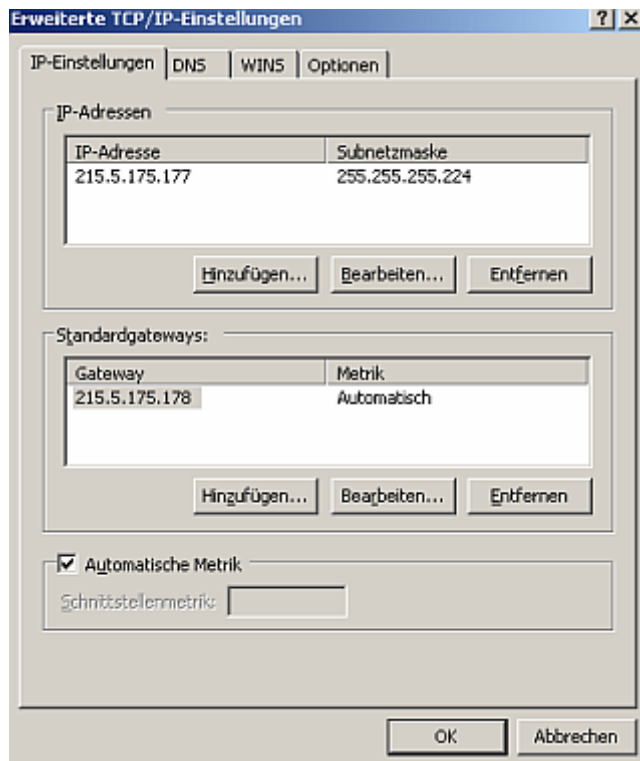 Erweiterte TCP/IP-Einstellungen
IP-Einstellungen DNS WINS Optionen
IP-Adressen
IP-Adresse Subnetzmaske
215.5.175.177 255.255.255.224
Hinzufügen... Bearbeiten... Entfernen
Standardgateways:
Gateway Metrik
215.5.175.178 Automatisch
Hinzufügen... Bearbeiten... Entfernen
Automatische Metrik
Schnittstellenmetrik:
OK Abbrechen